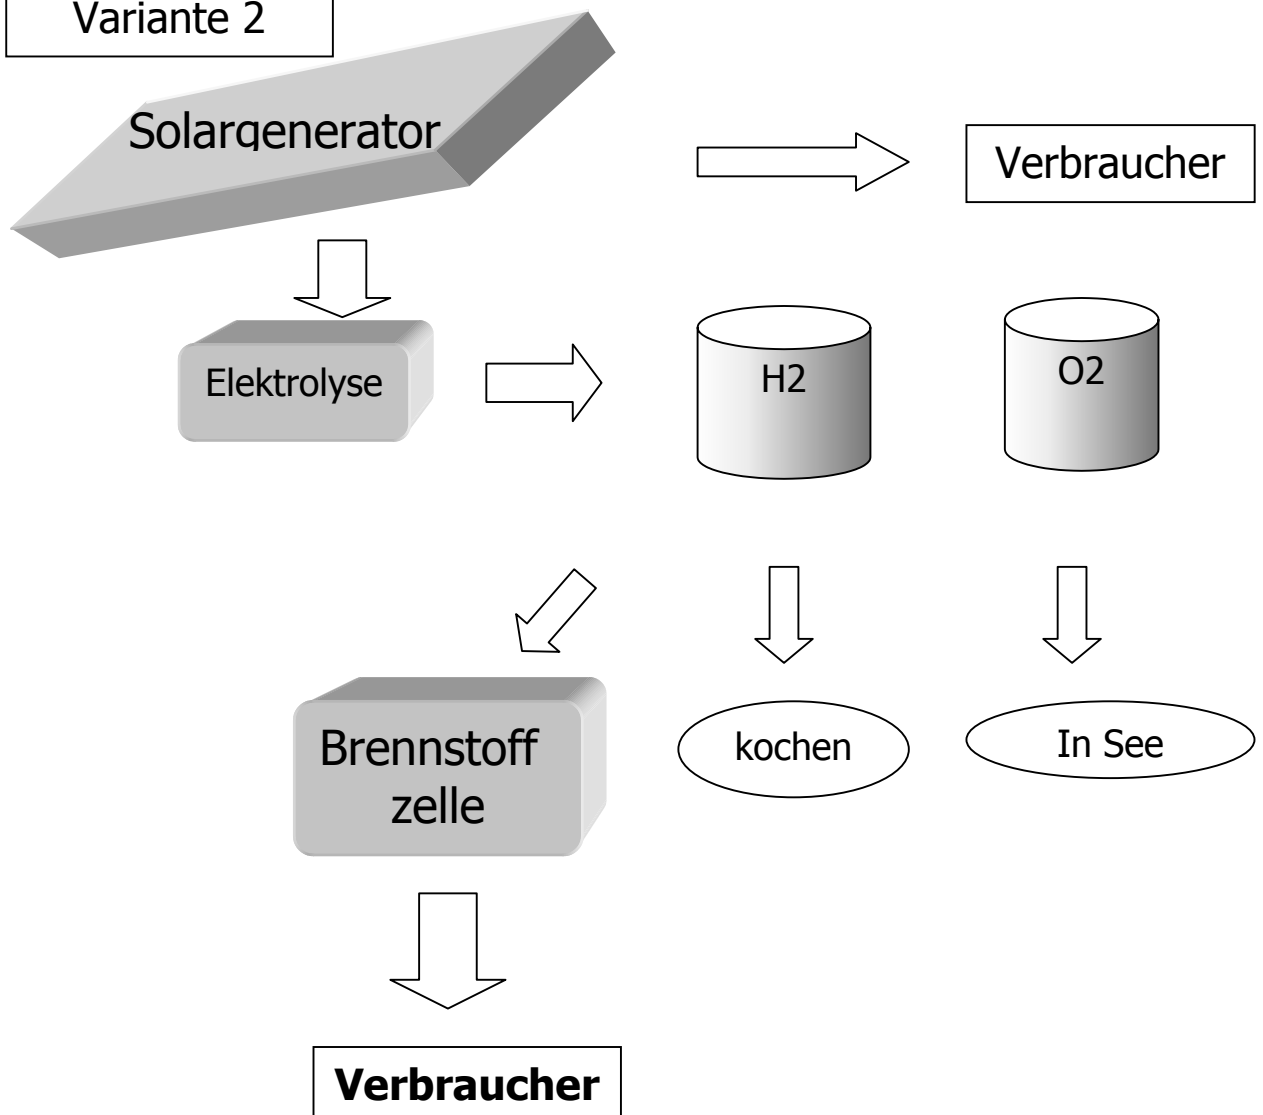 Variante 2
Solargenerator
Verbraucher
Elektrolyse
H2
O2
Brennstoff
zelle
kochen
In See
Verbraucher